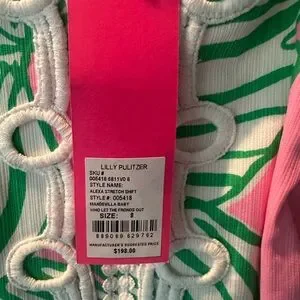 LILLY PULITZER
SKU #
005418 6811V0 8
STYLE NAME:
ALEXA STRETCH SHIFT
STYLE #: 005418
MANDEVILLA BABY
WHO LET THE FRONDS OUT
SIZE: 8
MANUFACTURER'S SUGGESTED PRICE
$198.00